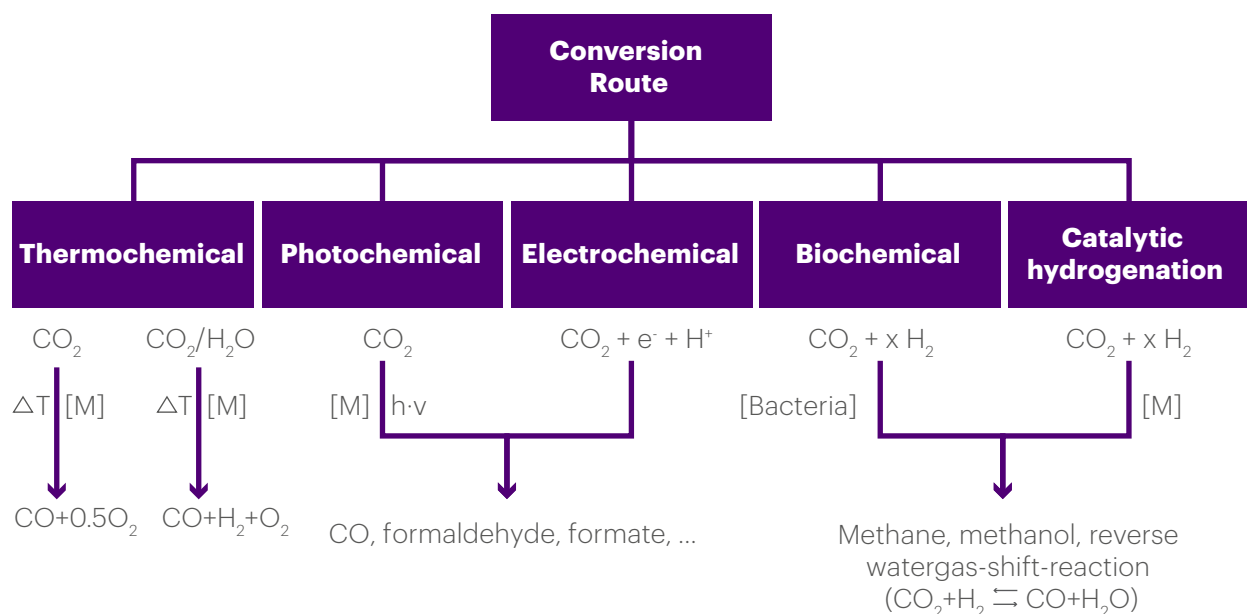 Conversion
Route
Thermochemical
Photochemical
Electrochemical
Biochemical
Catalytic
hydrogenation
CO₂
CO₂/H₂O
CO₂
CO₂ + e⁻ + H⁺
CO₂ + x H₂
CO₂ + x H₂
△T [M]
△T [M]
[M] h·v
[Bacteria]
[M]
CO+0.5O₂
CO+H₂+O₂
CO, formaldehyde, formate, ...
Methane, methanol, reverse
watergas-shift-reaction
(CO₂+H₂ ⇆ CO+H₂O)